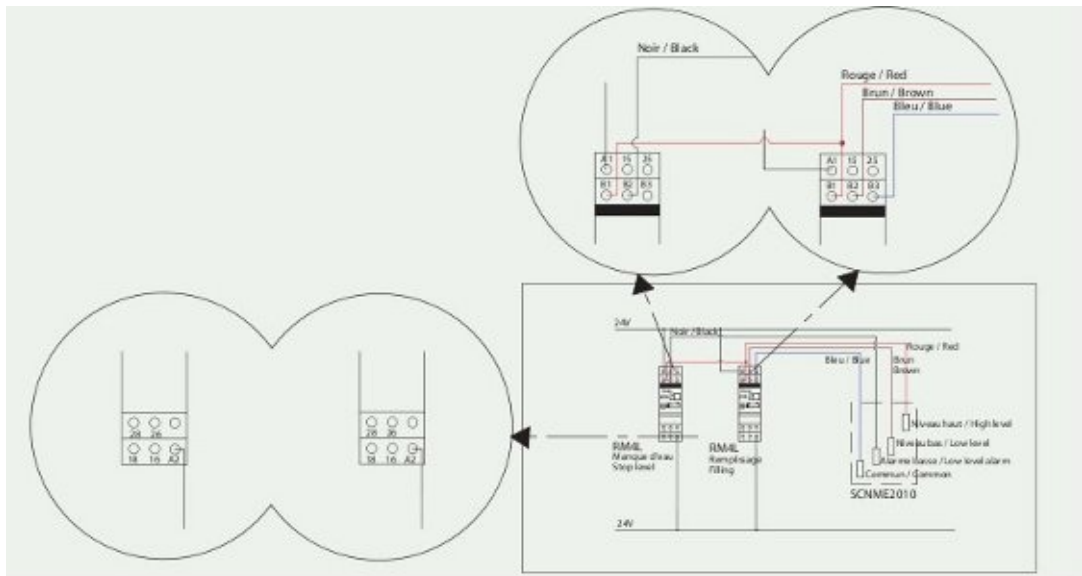 Noir / Black
Rouge / Red
Brun / Brown
Bleu / Blue
A1 15 25
B1 B2 B3
A1 15 25
B1 B2 B3
24V
Noir / Black
Rouge / Red
Bleu / Blue
Brun
Brown
28 26
18 16 A2
28 26
18 16 A2
Niveau haut / High level
Niveau bas / Low level
Alarme basse / Low level alarm
Commun / Common
SCNME2010
RM4L
Manque d'eau
Stop level
RM4L
Remplissage
Filling
24V